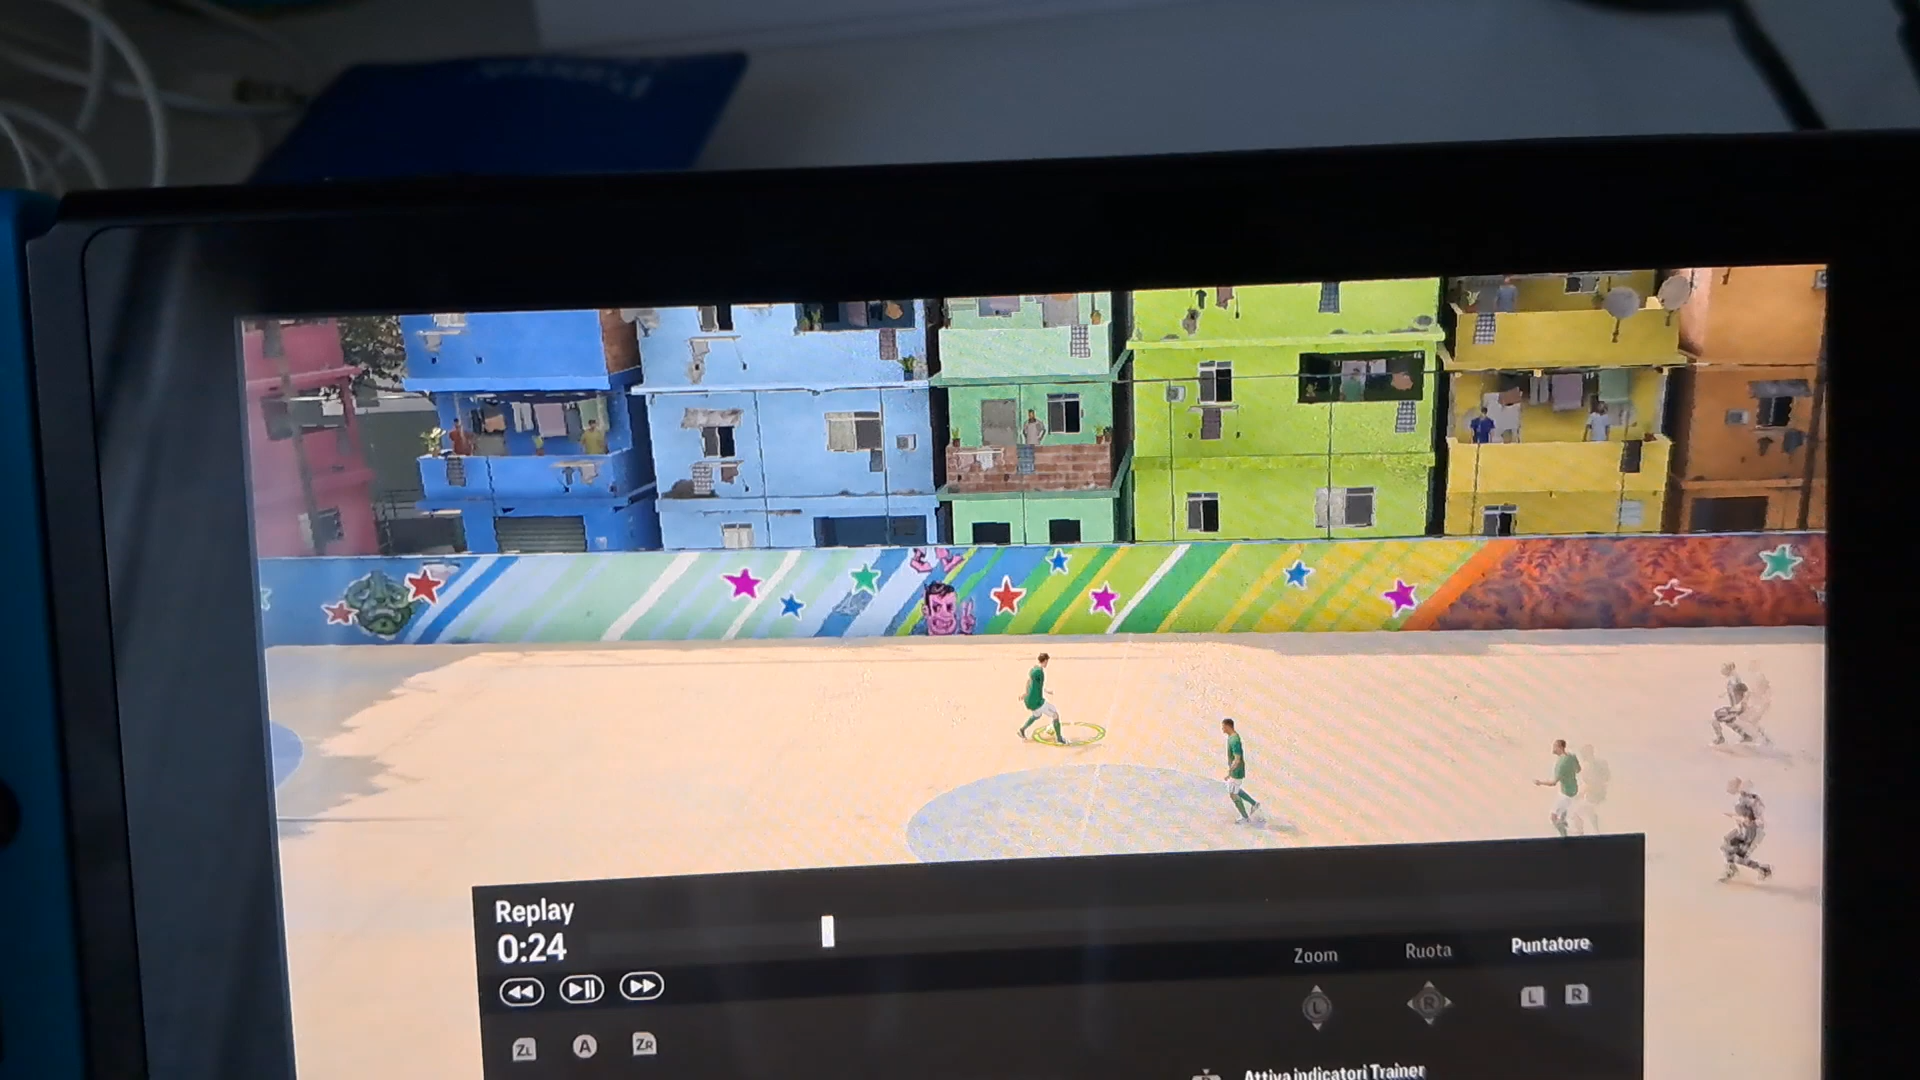 Replay
0:24
Zoom
Ruota
Puntatore
L
R
L
R
ZL
A
ZR
Attiva indicatori Trainer